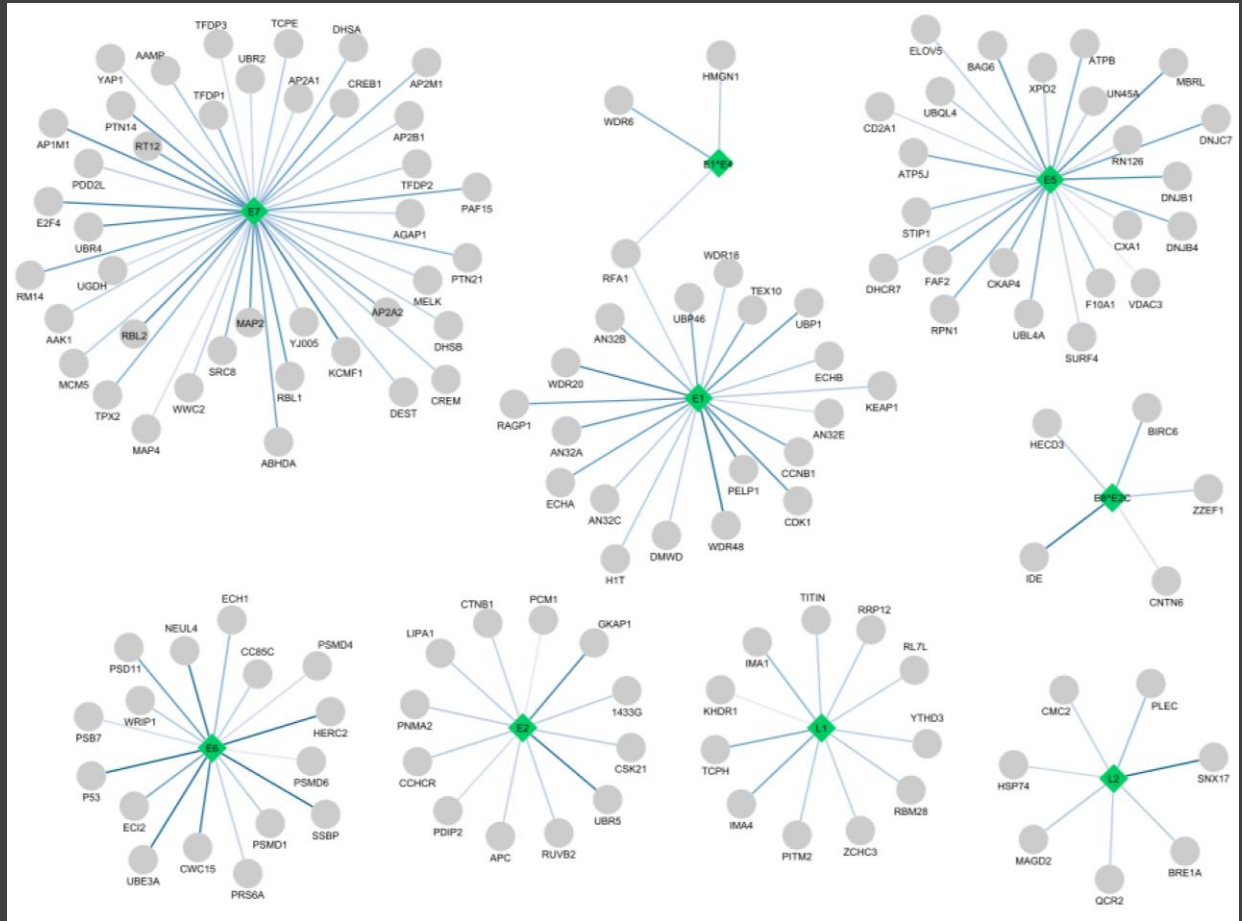 TFDP3
TCPE
DHSA
AAMP
UBR2
YAP1
AP2A1
CREB1
AP2M1
TFDP1
PTN14
AP1M1
RT12
AP2B1
PDD2L
TFDP2
E2F4
E7
PAF15
UBR4
AGAP1
UGDH
PTN21
RM14
MELK
AAK1
RBL2
MAP2
AP2A2
YJ005
DHSB
MCM5
SRC8
KCMF1
TPX2
WWC2
RBL1
DEST
CREM
MAP4
ABHDA
HMGN1
WDR6
E1^E4
RFA1
WDR18
TEX10
UBP46
UBP1
AN32B
WDR20
ECHB
E1
KEAP1
RAGP1
AN32E
AN32A
CCNB1
PELP1
ECHA
AN32C
CDK1
WDR48
DMWD
H1T
ELOV5
BAG6
ATPB
XPO2
MBRL
UBQL4
UN45A
CD2A1
DNJC7
RN126
ATP5J
E5
DNJB1
STIP1
CXA1
DNJB4
DHCR7
FAF2
CKAP4
F10A1
VDAC3
RPN1
UBL4A
SURF4
HECD3
BIRC6
E8^E2C
ZZEF1
IDE
CNTN6
ECH1
NEUL4
CC85C
PSMD4
PSD11
WRIP1
HERC2
PSB7
E6
PSMD6
P53
ECI2
SSBP
PSMD1
CWC15
UBE3A
PRS6A
CTNB1
PCM1
GKAP1
LIPA1
1433G
PNMA2
E2
CSK21
CCHCR
UBR5
PDIP2
APC
RUVB2
TITIN
RRP12
IMA1
RL7L
KHDR1
YTHD3
L1
TCPH
RBM28
IMA4
PITM2
ZCHC3
PLEC
CMC2
SNX17
L2
HSP74
MAGD2
BRE1A
QCR2